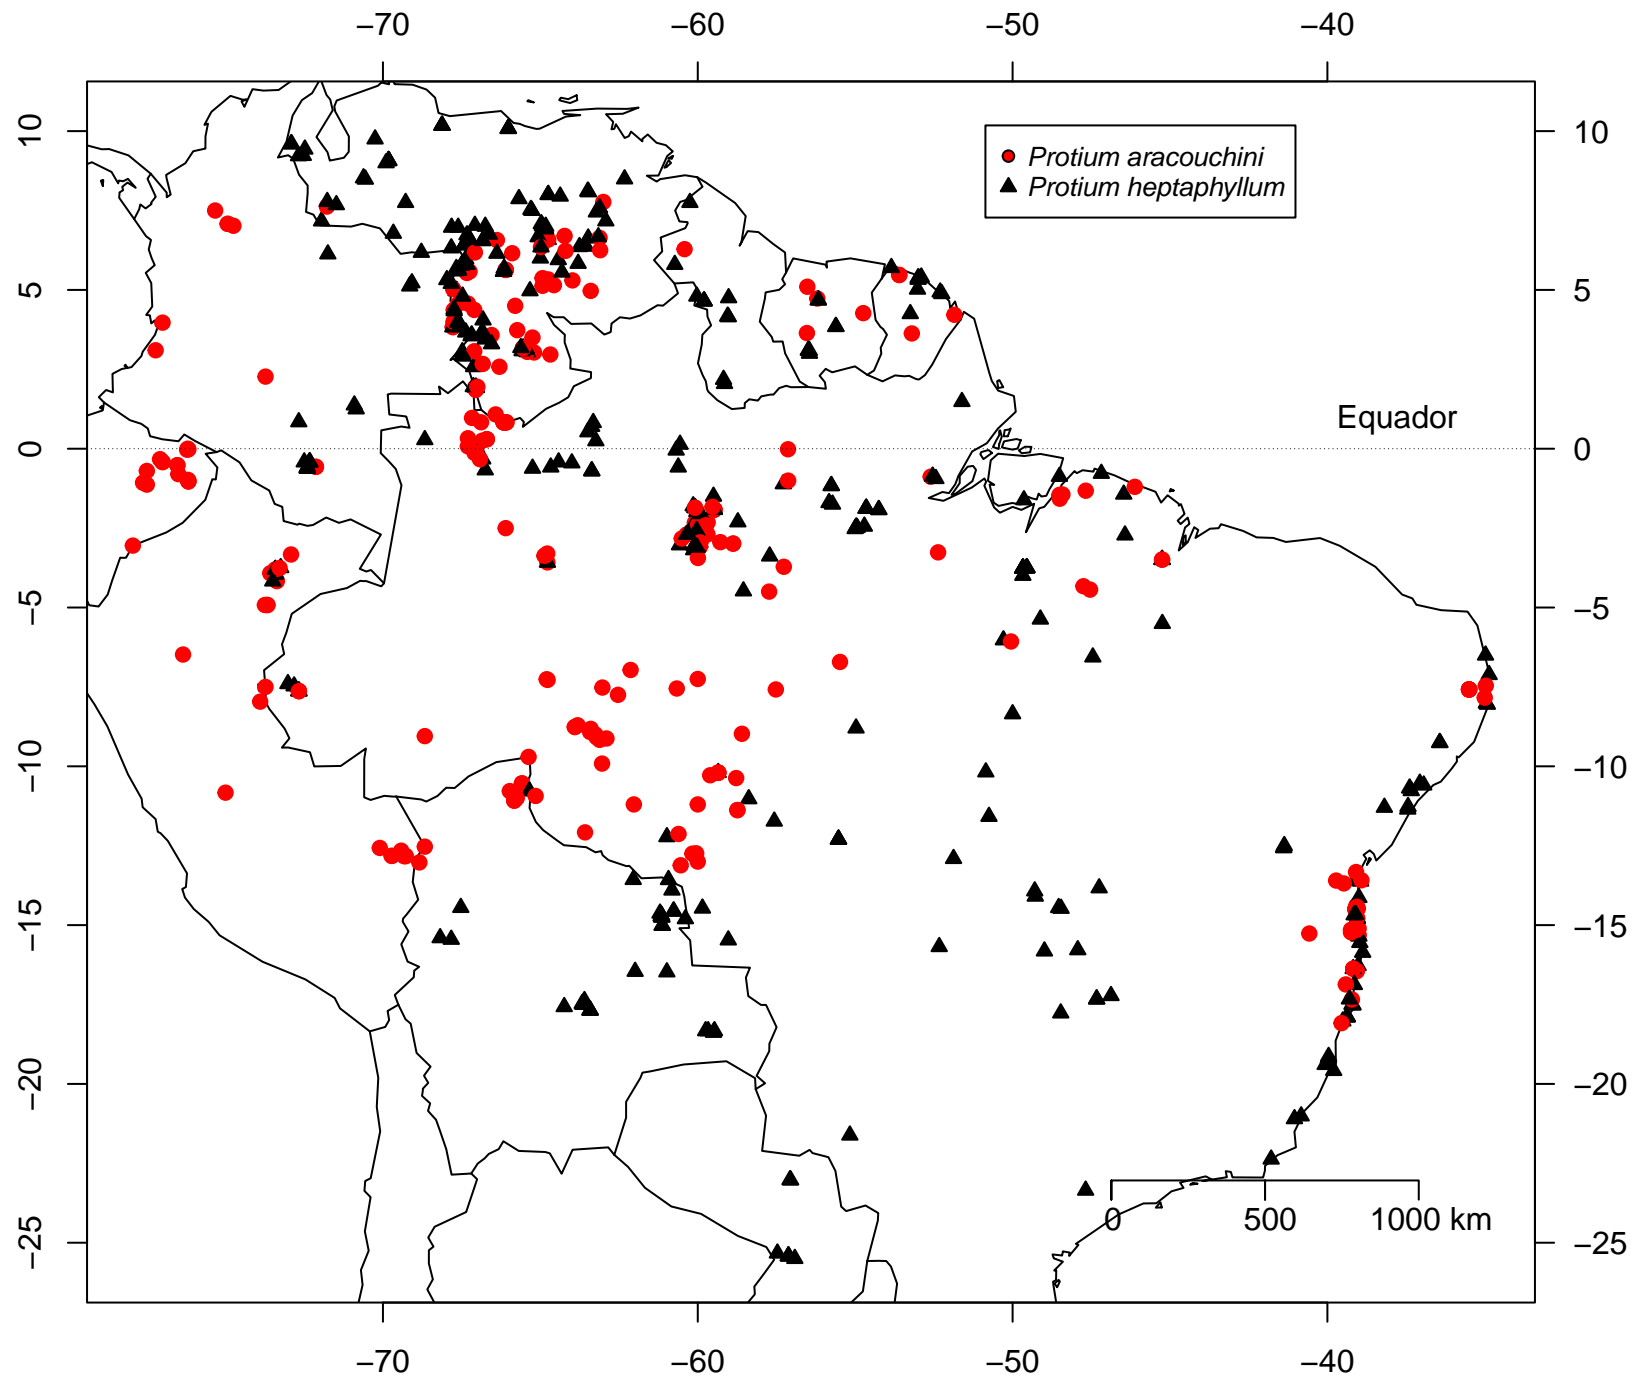 −70 −60 −50 −40
10 10
Protium aracouchini
Protium heptaphyllum
5 5
Equador
0 0
−5 −5
−10 −10
−15 −15
−20 −20
0 500 1000 km
−25 −25
−70 −60 −50 −40